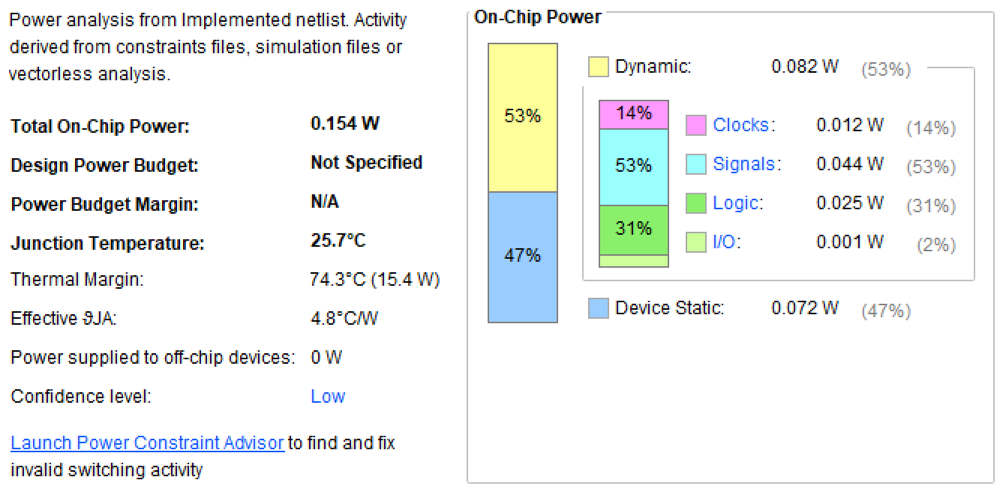 Power analysis from Implemented netlist. Activity
derived from constraints files, simulation files or
vectorless analysis.
Total On-Chip Power: 0.154 W
Design Power Budget: Not Specified
Power Budget Margin: N/A
Junction Temperature: 25.7°C
Thermal Margin: 74.3°C (15.4 W)
Effective ϑJA: 4.8°C/W
Power supplied to off-chip devices: 0 W
Confidence level: Low
Launch Power Constraint Advisor to find and fix
invalid switching activity
On-Chip Power
53%
47%
Dynamic: 0.082 W (53%)
14%
53%
31%
Clocks: 0.012 W (14%)
Signals: 0.044 W (53%)
Logic: 0.025 W (31%)
I/O: 0.001 W (2%)
Device Static: 0.072 W (47%)